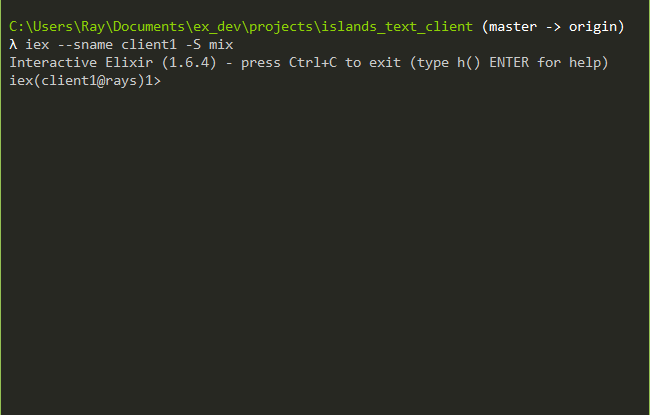 C:\Users\Ray\Documents\ex_dev\projects\islands_text_client (master -> origin)
λ iex --sname client1 -S mix
Interactive Elixir (1.6.4) - press Ctrl+C to exit (type h() ENTER for help)
iex(client1@rays)1>